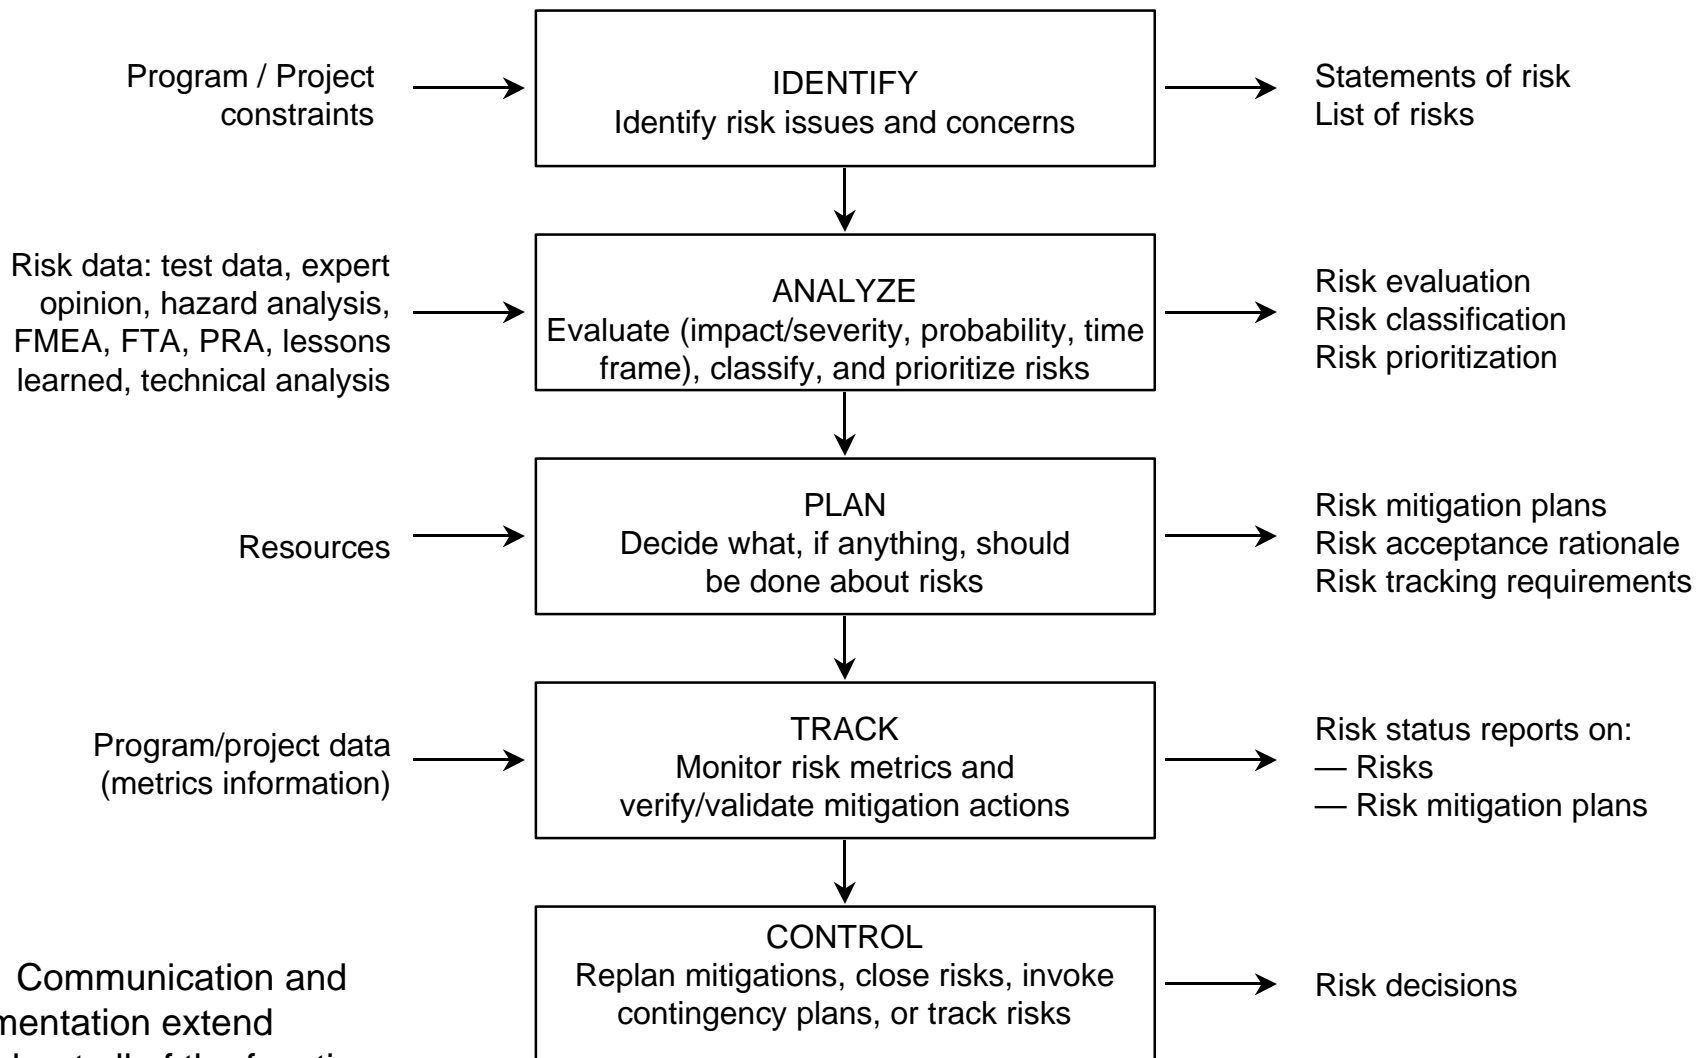 Program / Project
constraints
IDENTIFY
Identify risk issues and concerns
Statements of risk
List of risks
Risk data: test data, expert
opinion, hazard analysis,
FMEA, FTA, PRA, lessons
learned, technical analysis
ANALYZE
Evaluate (impact/severity, probability, time
frame), classify, and prioritize risks
Risk evaluation
Risk classification
Risk prioritization
Resources
PLAN
Decide what, if anything, should
be done about risks
Risk mitigation plans
Risk acceptance rationale
Risk tracking requirements
Program/project data
(metrics information)
TRACK
Monitor risk metrics and
verify/validate mitigation actions
Risk status reports on:
— Risks
— Risk mitigation plans
CONTROL
Replan mitigations, close risks, invoke
contingency plans, or track risks
Risk decisions
Communication and
extend
all of the